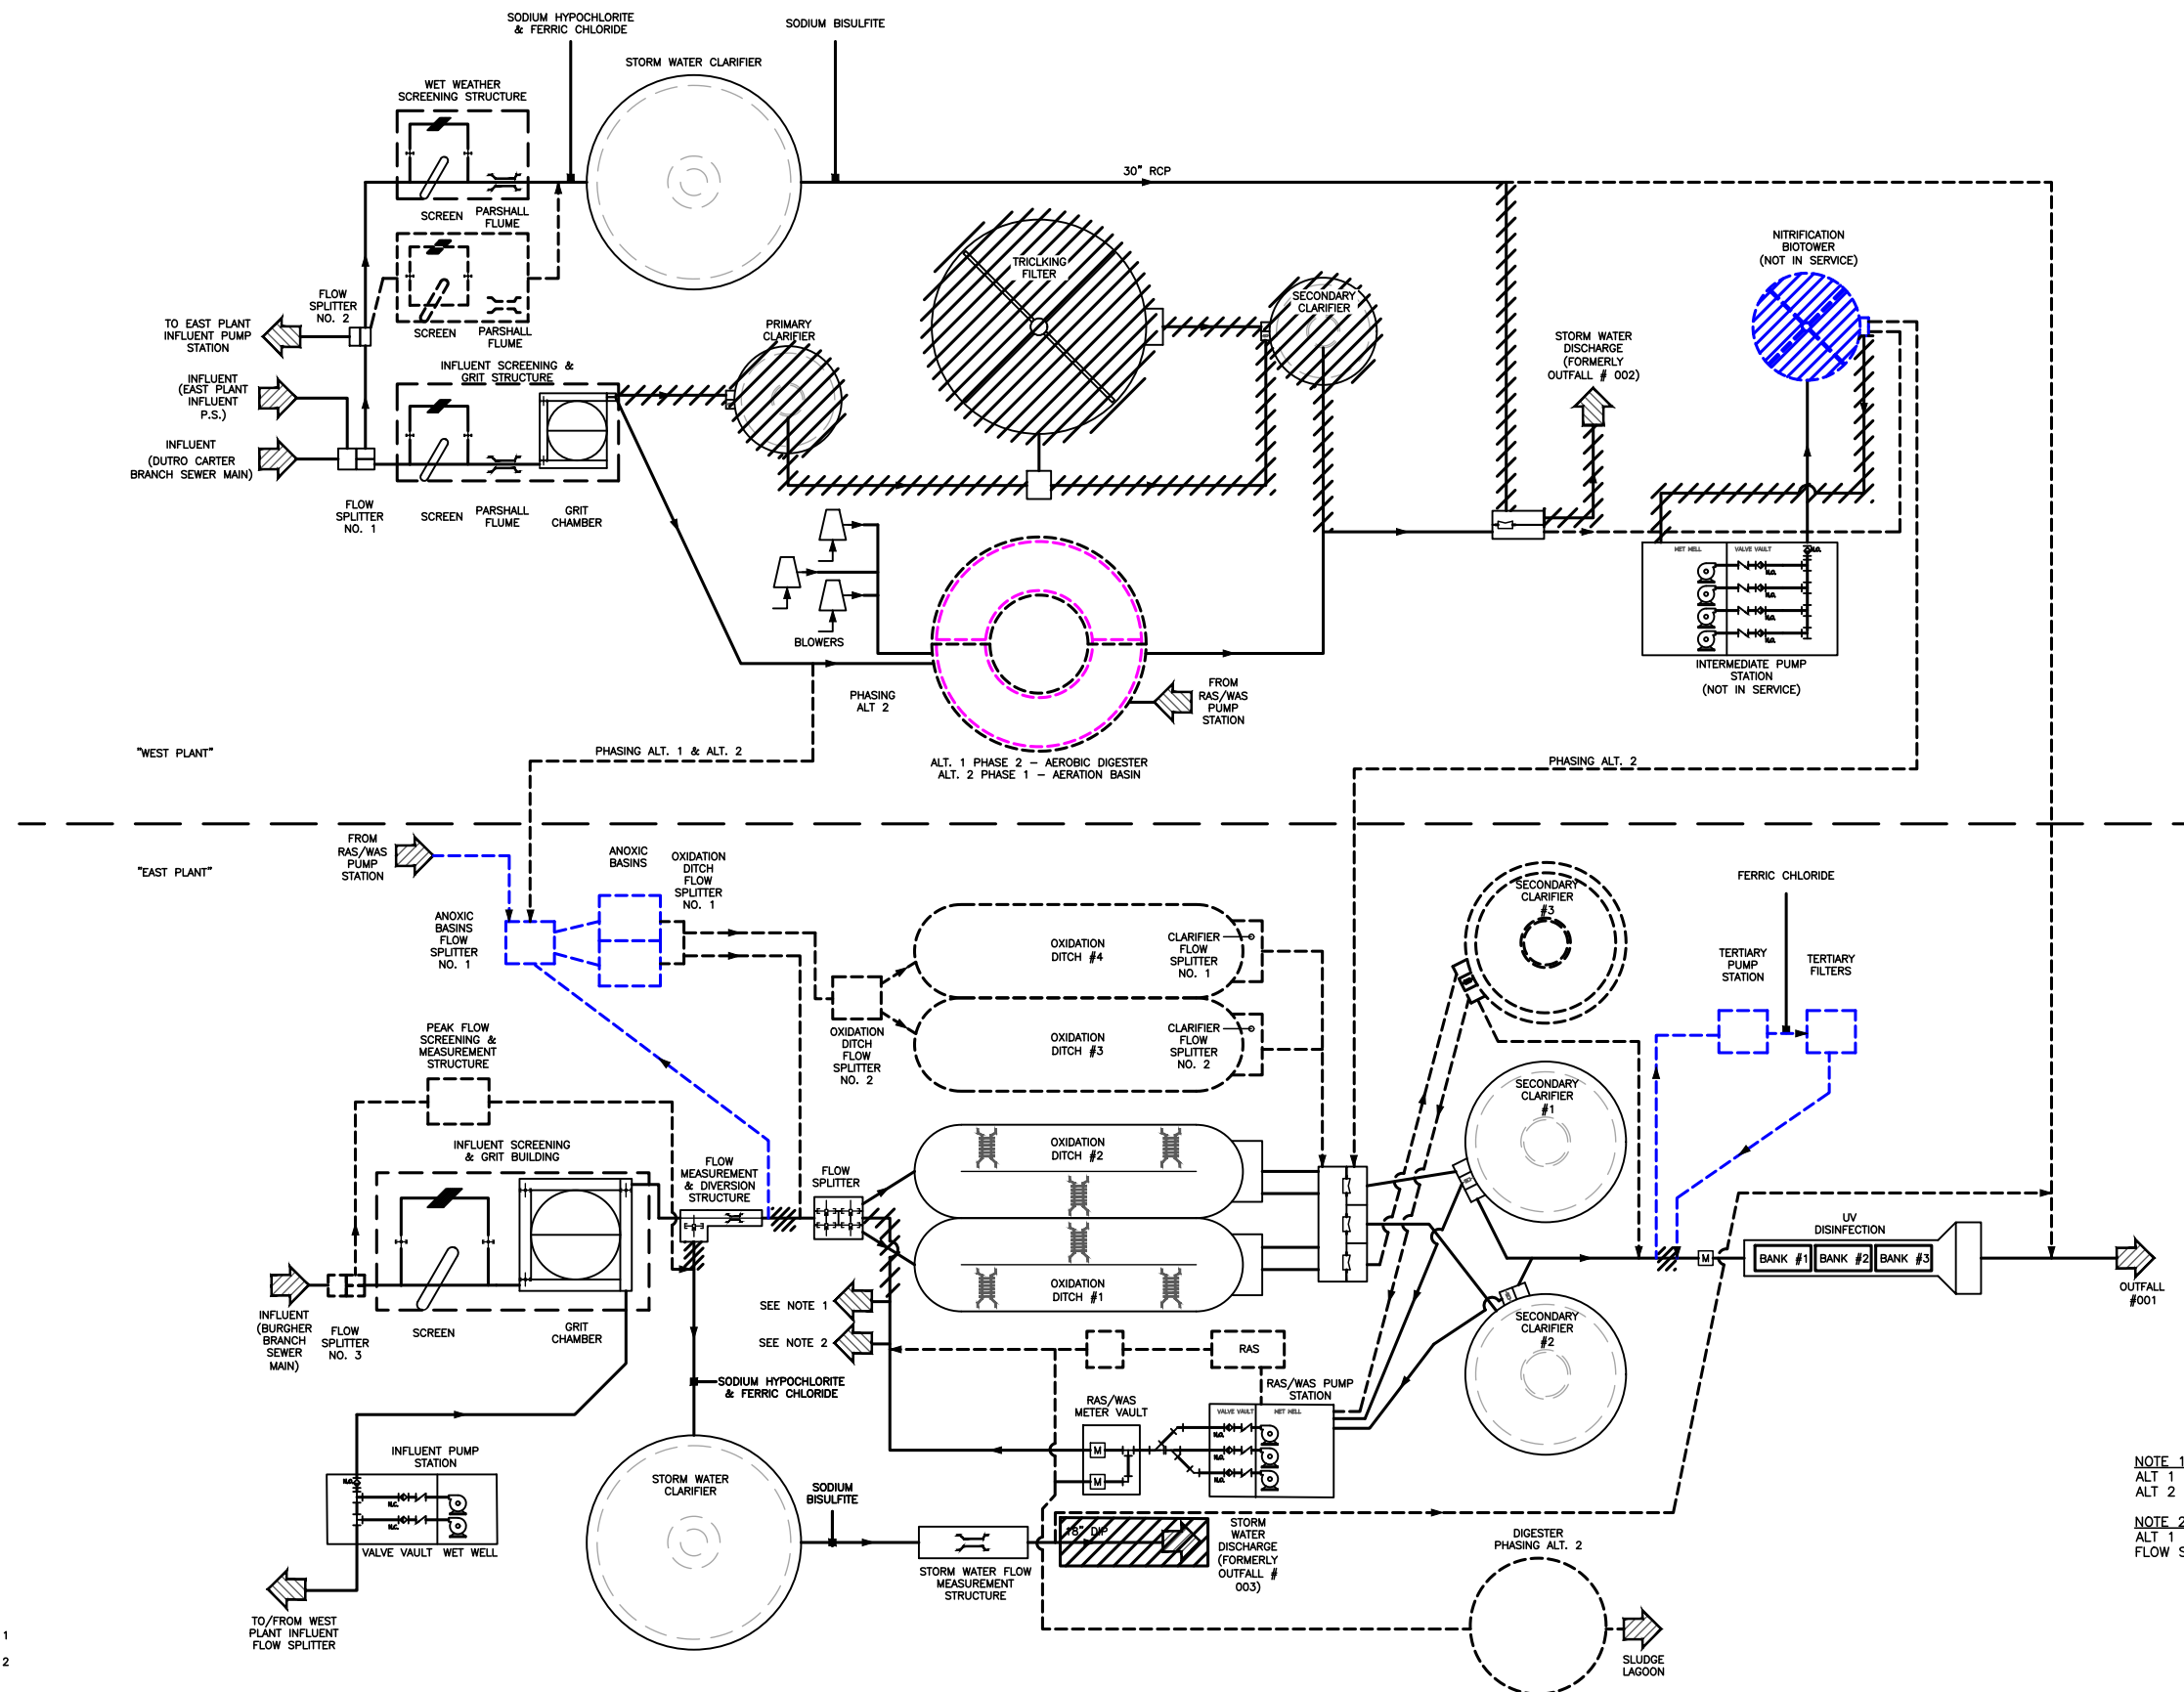 SODIUM HYPOCHLORITE
& FERRIC CHLORIDE
SODIUM BISULFITE
STORM WATER CLARIFIER
WET WEATHER
SCREENING STRUCTURE
30" RCP
SCREEN
PARSHALL
FLUME
NITRIFICATION
BIOTOWER
(NOT IN SERVICE)
TRICLKING
FILTER
SECONDARY
CLARIFIER
FLOW
SPLITTER
NO. 2
TO EAST PLANT
INFLUENT PUMP
STATION
SCREEN
PARSHALL
FLUME
PRIMARY
CLARIFIER
STORM WATER
DISCHARGE
(FORMERLY
OUTFALL # 002)
INFLUENT SCREENING &
GRIT STRUCTURE
INFLUENT
(EAST PLANT
INFLUENT
P.S.)
INFLUENT
(DUTRO CARTER
BRANCH SEWER MAIN)
FLOW
SPLITTER
NO. 1
SCREEN
PARSHALL
FLUME
GRIT
CHAMBER
WET WELL
VALVE VAULT
N.O.
N.O.
N.O.
N.O.
N.O.
BLOWERS
INTERMEDIATE PUMP
STATION
(NOT IN SERVICE)
PHASING
ALT 2
FROM
RAS/WAS
PUMP
STATION
"WEST PLANT"
PHASING ALT. 1 & ALT. 2
ALT. 1 PHASE 2 – AEROBIC DIGESTER
ALT. 2 PHASE 1 – AERATION BASIN
PHASING ALT. 2
"EAST PLANT"
FROM
RAS/WAS
PUMP
STATION
ANOXIC
BASINS
OXIDATION
DITCH
FLOW
SPLITTER
NO. 1
ANOXIC
BASINS
FLOW
SPLITTER
NO. 1
SECONDARY
CLARIFIER
#3
FERRIC CHLORIDE
OXIDATION
DITCH #4
CLARIFIER
FLOW
SPLITTER
NO. 1
TERTIARY
PUMP
STATION
TERTIARY
FILTERS
PEAK FLOW
SCREENING &
MEASUREMENT
STRUCTURE
OXIDATION
DITCH
FLOW
SPLITTER
NO. 2
OXIDATION
DITCH #3
CLARIFIER
FLOW
SPLITTER
NO. 2
SECONDARY
CLARIFIER
#1
INFLUENT SCREENING
& GRIT BUILDING
FLOW
MEASUREMENT
& DIVERSION
STRUCTURE
FLOW
SPLITTER
OXIDATION
DITCH #2
UV
DISINFECTION
M
BANK #1
BANK #2
BANK #3
OXIDATION
DITCH #1
OUTFALL
#001
INFLUENT
(BURGHER
BRANCH
SEWER
MAIN)
FLOW
SPLITTER
NO. 3
SCREEN
GRIT
CHAMBER
SEE NOTE 1
SEE NOTE 2
SECONDARY
CLARIFIER
#2
RAS
SODIUM HYPOCHLORITE
& FERRIC CHLORIDE
RAS/WAS
METER VAULT
RAS/WAS PUMP
STATION
VALVE VAULT
WET WELL
N.O.
N.O.
N.O.
M
M
INFLUENT PUMP
STATION
N.O.
N.C.
N.C.
VALVE VAULT
WET WELL
STORM WATER
CLARIFIER
SODIUM
BISULFITE
18" DIP
STORM WATER FLOW
MEASUREMENT
STRUCTURE
STORM
WATER
DISCHARGE
(FORMERLY
OUTFALL #
003)
DIGESTER
PHASING ALT. 2
NOTE 1
ALT 1
ALT 2
NOTE 2
ALT 1
FLOW S
TO/FROM WEST
PLANT INFLUENT
FLOW SPLITTER
SLUDGE
LAGOON
1
2